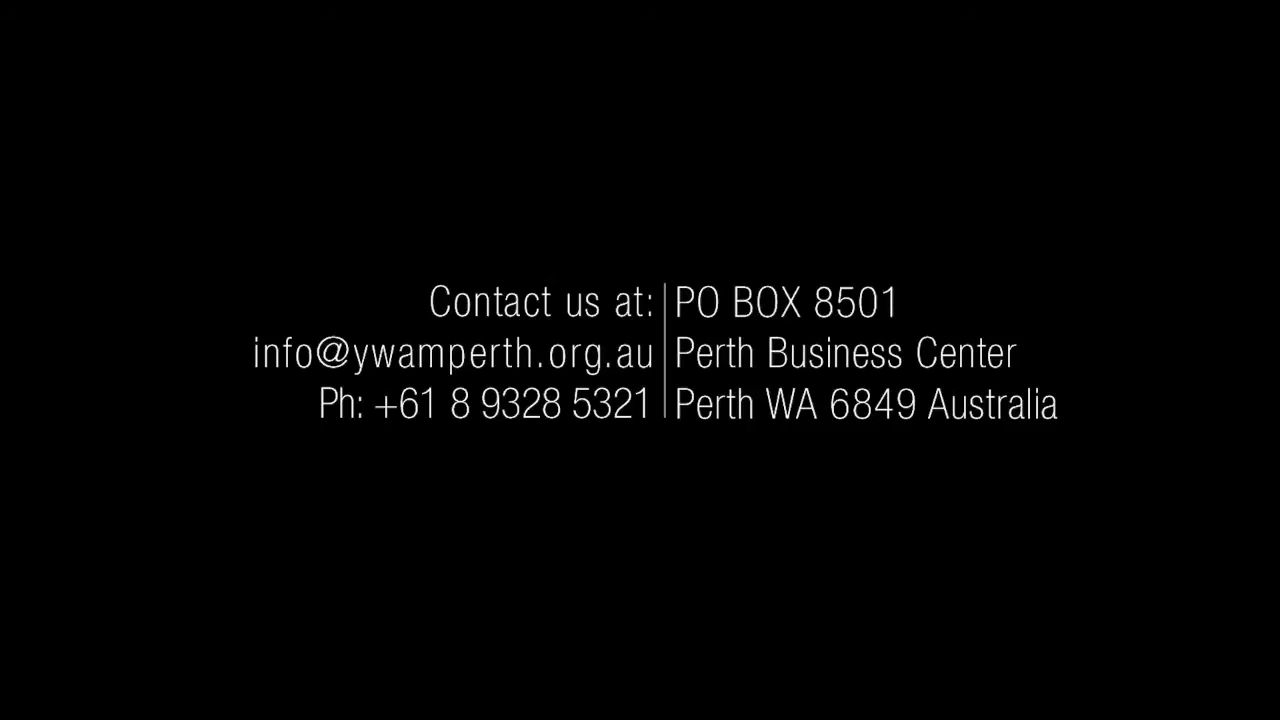 Contact us at:
info@ywamperth.org.au
Ph: +61 8 9328 5321
PO BOX 8501
Perth Business Center
Perth WA 6849 Australia